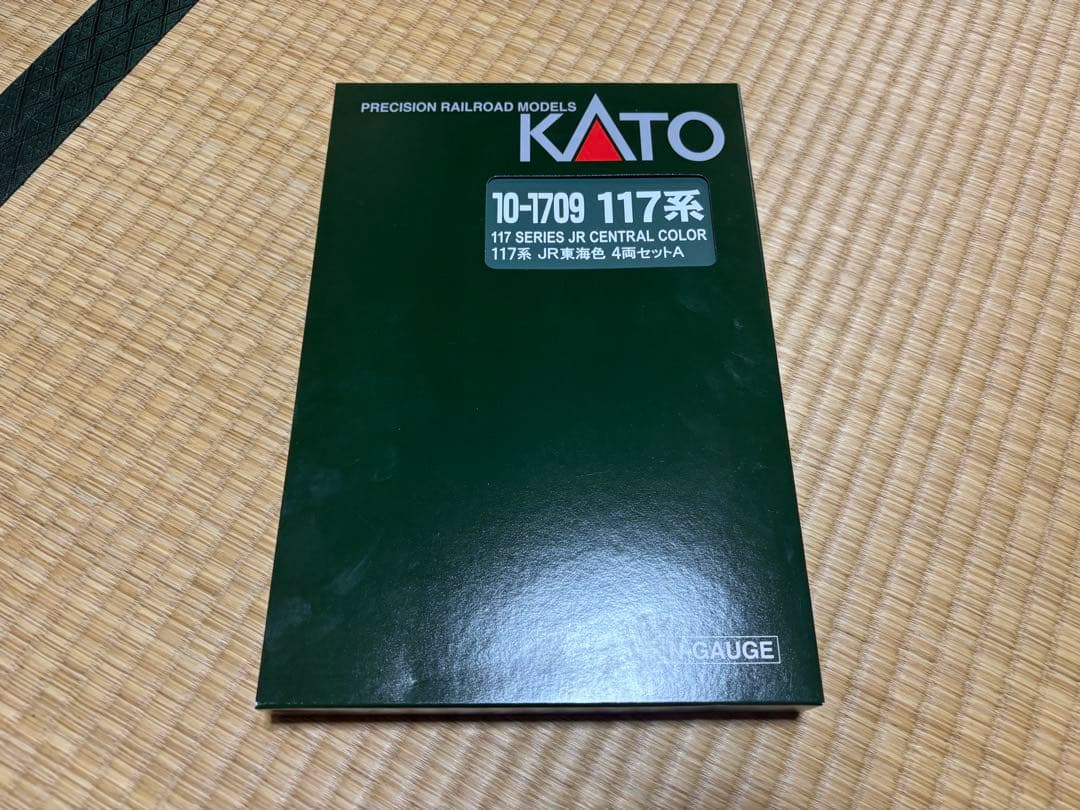 PRECISION RAILROAD MODELS
KATO
10-1709 117系
117 SERIES JR CENTRAL COLOR
117系 JR東海色 4両セットA
N-GAUGE